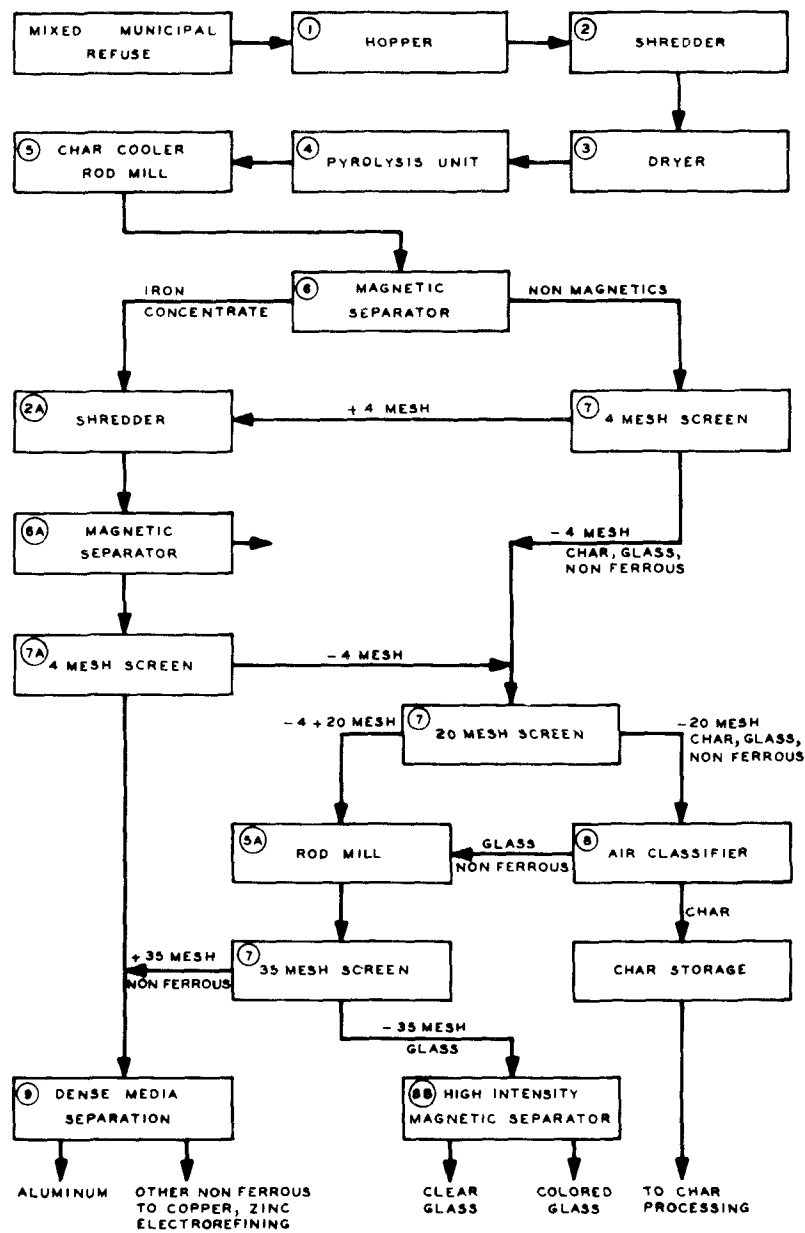 MIXED MUNICIPAL
REFUSE
1
HOPPER
2
SHREDDER
5
CHAR COOLER
ROD MILL
4
PYROLYSIS UNIT
3
DRYER
6
MAGNETIC
SEPARATOR
IRON
CONCENTRATE
NON MAGNETICS
2A
SHREDDER
+ 4 MESH
7
4 MESH SCREEN
6A
MAGNETIC
SEPARATOR
- 4 MESH
CHAR, GLASS,
NON FERROUS
7A
4 MESH SCREEN
- 4 MESH
- 4 + 20 MESH
7
20 MESH SCREEN
-20 MESH
CHAR, GLASS,
NON FERROUS
5A
ROD MILL
GLASS
NON FERROUS
8
AIR CLASSIFIER
CHAR
+ 35 MESH
NON FERROUS
7
35 MESH SCREEN
CHAR STORAGE
- 35 MESH
GLASS
9
DENSE MEDIA
SEPARATION
8B
HIGH INTENSITY
MAGNETIC SEPARATOR
ALUMINUM
OTHER NON FERROUS
TO COPPER, ZINC
ELECTROREFINING
CLEAR
GLASS
COLORED
GLASS
TO CHAR
PROCESSING